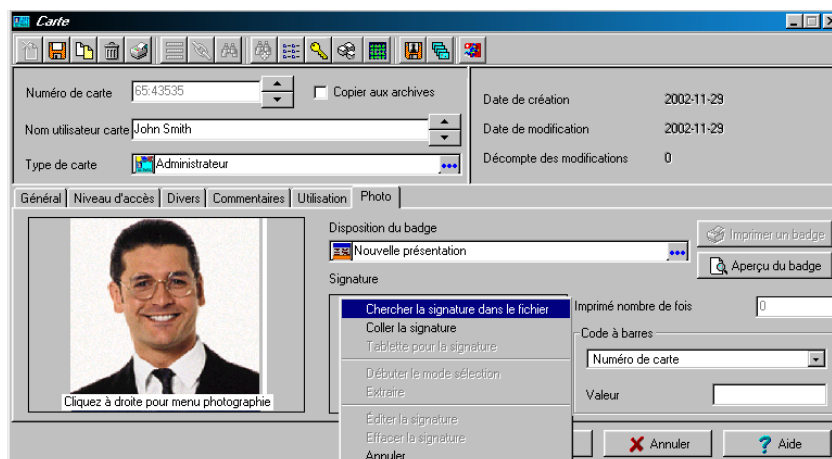 Carte
Numéro de carte 65:43535 Copier aux archives
Nom utilisateur carte John Smith
Type de carte Administrateur
Date de création 2002-11-29
Date de modification 2002-11-29
Décompte des modifications 0
Général Niveau d'accès Divers Commentaires Utilisation Photo
Cliquez à droite pour menu photographie
Disposition du badge
Nouvelle présentation
Imprimer un badge
Aperçu du badge
Signature
Chercher la signature dans le fichier
Coller la signature
Tablette pour la signature
Débuter le mode sélection
Extraire
Éditer la signature
Effacer la signature
Annuler
Imprimé nombre de fois 0
Code à barres
Numéro de carte
Valeur
Annuler
? Aide